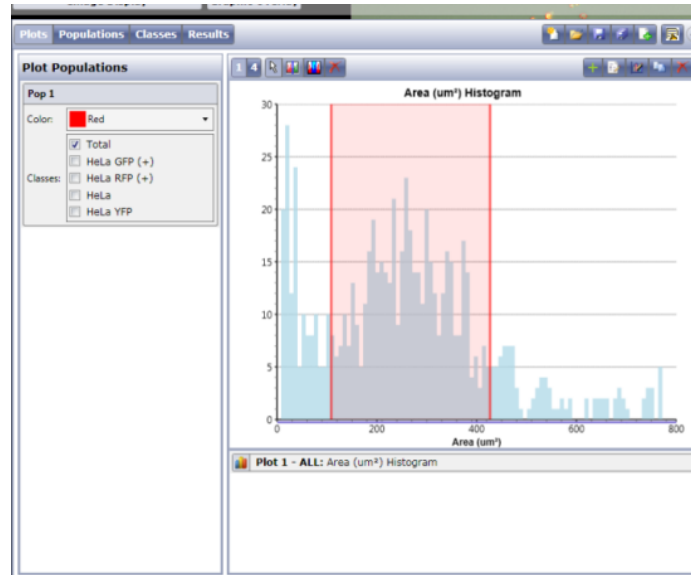 Plots Populations Classes Results
Plot Populations
Pop 1
Color: Red
Classes:
Total
HeLa GFP (+)
HeLa RFP (+)
HeLa
HeLa YFP
1 4
Area (um²) Histogram
30
25
20
15
10
5
0
0 200 400 600 800
Area (um²)
Plot 1 - ALL: Area (um²) Histogram